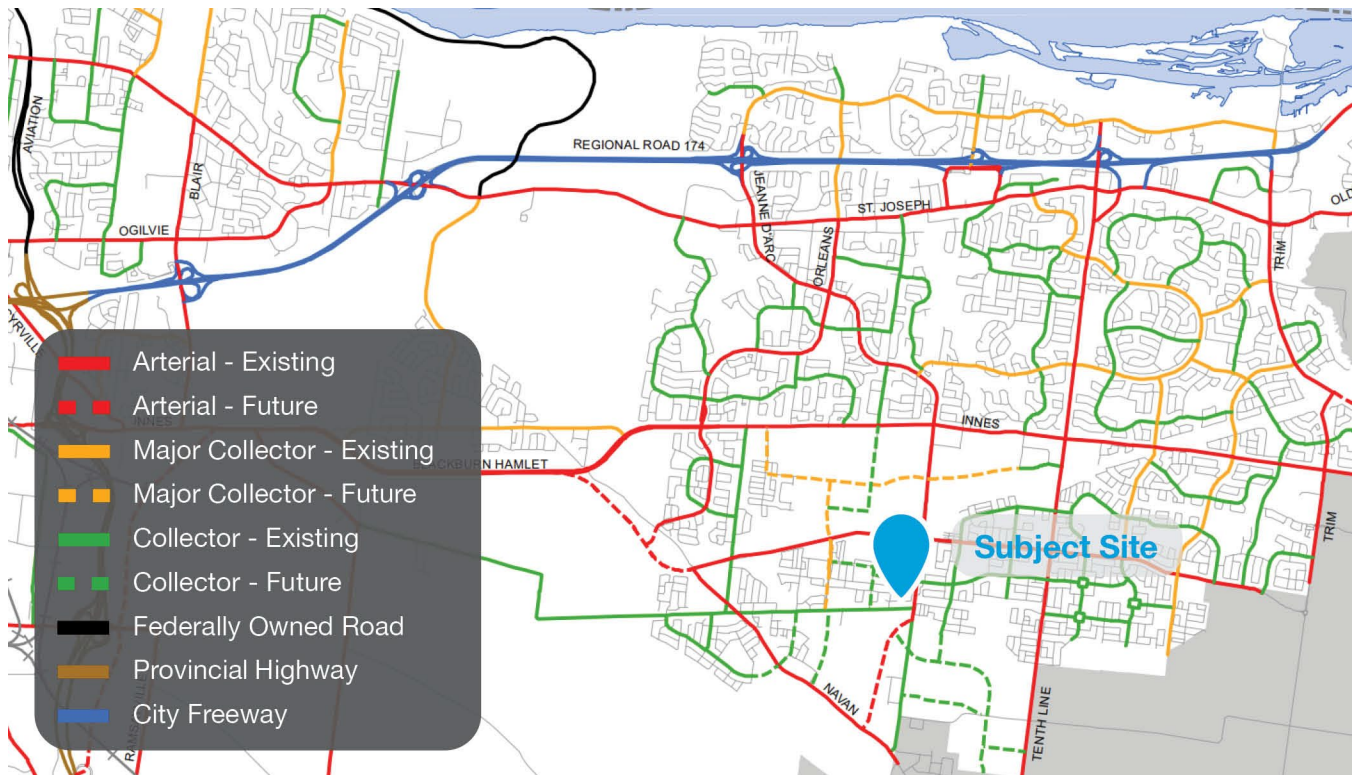 AVIATION
BLAIR
OGILVIE
REGIONAL ROAD 174
JEANNE D'ARC
ORLEANS
ST. JOSEPH
TRIM
OLD
Arterial - Existing
Arterial - Future
INNES
Major Collector - Existing
BLACKBURN HAMLET
Major Collector - Future
Collector - Existing
Collector - Future
Federally Owned Road
Provincial Highway
City Freeway
INNES
Subject Site
TRIM
NAVAN
TENTH LINE